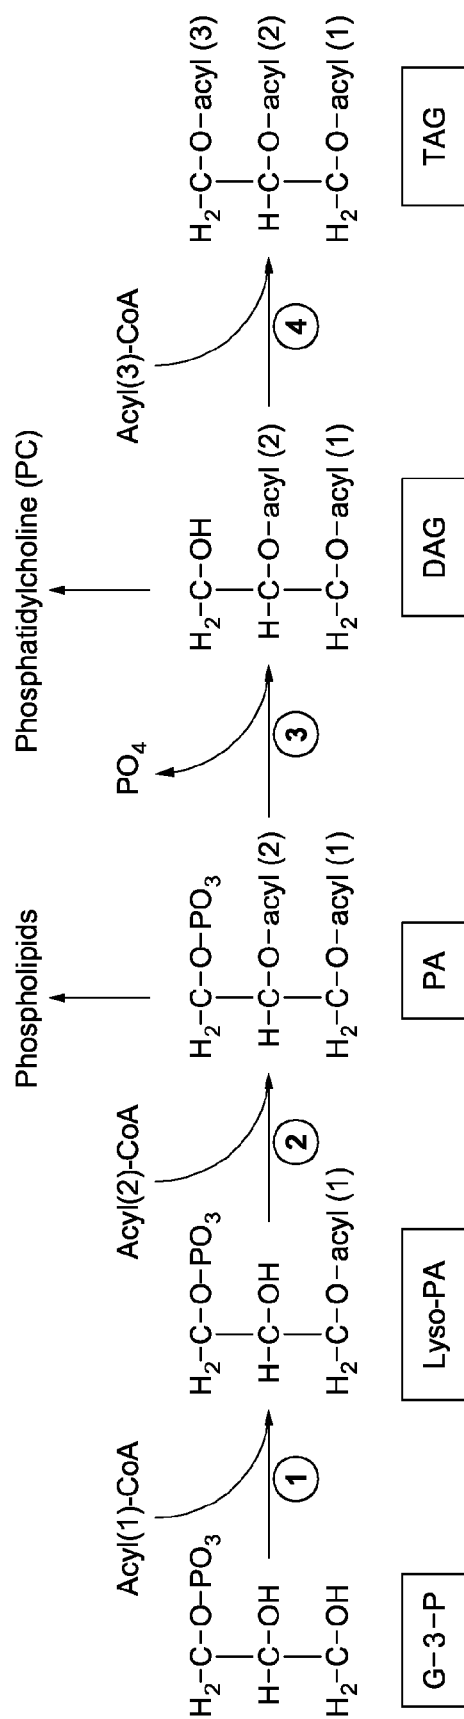 Phospholipids
Phosphatidylcholine (PC)
Acyl(1)-CoA
Acyl(2)-CoA
PO4
Acyl(3)-CoA
H2–C–O–PO3
H–C–OH
H2–C–OH
1
H2–C–O–PO3
H–C–OH
H2–C–O–acyl (1)
2
H2–C–O–PO3
H–C–O–acyl (2)
H2–C–O–acyl (1)
3
H2–C–OH
H–C–O–acyl (2)
H2–C–O–acyl (1)
4
H2–C–O–acyl (3)
H–C–O–acyl (2)
H2–C–O–acyl (1)
G–3–P
Lyso-PA
PA
DAG
TAG